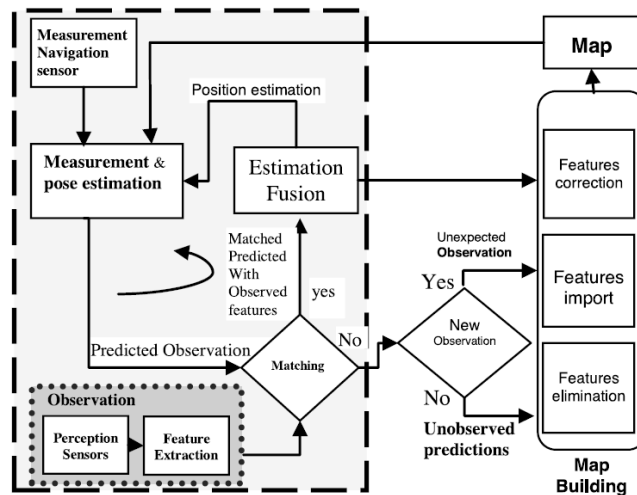 Measurement
Navigation
sensor
Map
Position estimation
Measurement &
pose estimation
Estimation
Fusion
Features
correction
Matched
Predicted
With
Observed
features
yes
Unexpected
Observation
Yes
Features
import
New
Observation
No
Predicted Observation
Matching
No
Unobserved
predictions
Features
elimination
Observation
Perception
Sensors
Feature
Extraction
Map
Building